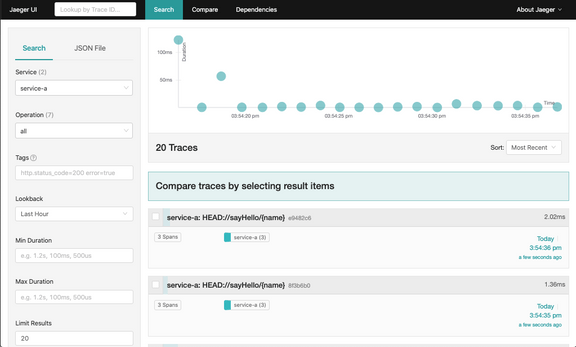 Jaeger UI
Lookup by Trace ID...
Search
Compare
Dependencies
About Jaeger
Search
JSON File
Service (2)
service-a
Operation (7)
all
Tags
http.status_code=200 error=true
Lookback
Last Hour
Min Duration
e.g. 1.2s, 100ms, 500us
Max Duration
e.g. 1.2s, 100ms, 500us
Limit Results
20
Duration
100ms
50ms
Time
03:54:20 pm
03:54:25 pm
03:54:30 pm
03:54:35 pm
20 Traces
Sort:
Most Recent
Compare traces by selecting result items
service-a: HEAD://sayHello/{name} e9482c6
2.02ms
3 Spans
service-a (3)
Today
3:54:36 pm
a few seconds ago
service-a: HEAD://sayHello/{name} 8f3b6b0
1.36ms
3 Spans
service-a (3)
Today
3:54:35 pm
a few seconds ago